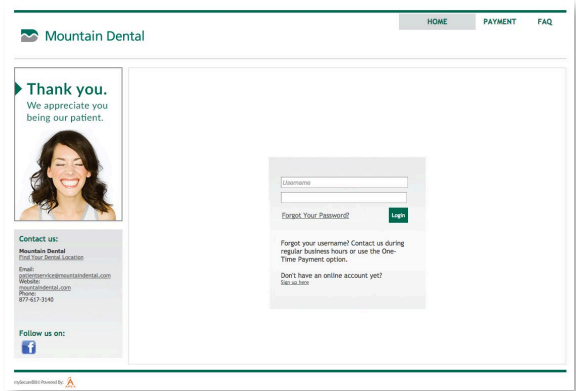 Mountain Dental
HOME PAYMENT FAQ
Thank you.
We appreciate you
being our patient.
Username
Forgot Your Password? Login
Forgot your username? Contact us during
regular business hours or use the One-
Time Payment option.
Don't have an online account yet?
Sign up here
Contact us:
Mountain Dental
Find Your Dental Location
Email:
patientservice@mountaindental.com
Website:
mountaindental.com
Phone:
877-617-3140
Follow us on:
f
Powered By: